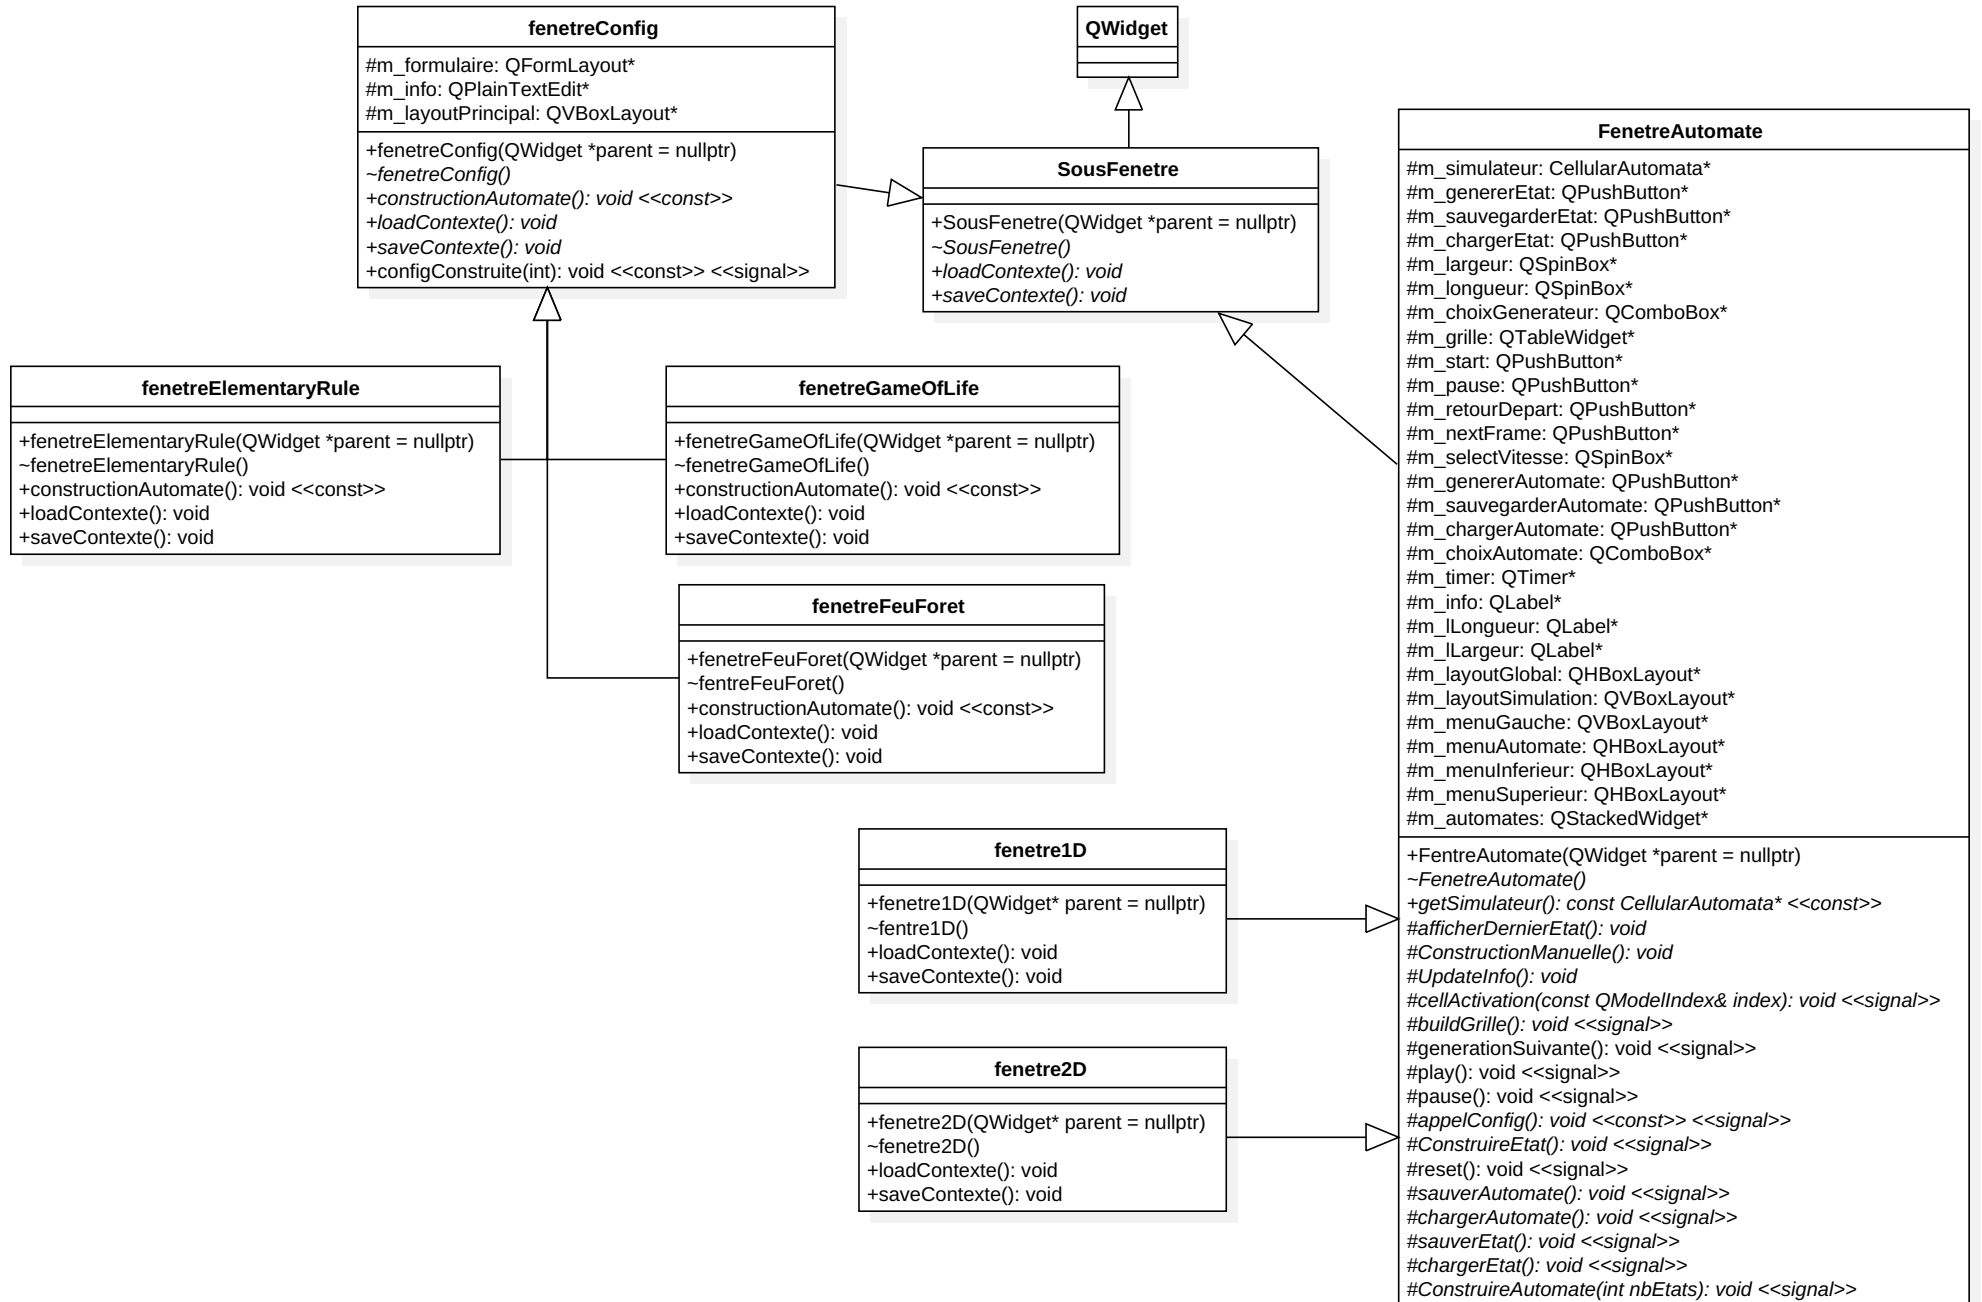 fenetreConfig
#m_formulaire: QFormLayout*
#m_info: QPlainTextEdit*
#m_layoutPrincipal: QVBoxLayout*
+fenetreConfig(QWidget *parent = nullptr)
~fenetreConfig()
+constructionAutomate(): void <<const>>
+loadContexte(): void
+saveContexte(): void
+configConstruite(int): void <<const>> <<signal>>
QWidget
SousFenetre
+SousFenetre(QWidget *parent = nullptr)
~SousFenetre()
+loadContexte(): void
+saveContexte(): void
fenetreElementaryRule
+fenetreElementaryRule(QWidget *parent = nullptr)
~fenetreElementaryRule()
+constructionAutomate(): void <<const>>
+loadContexte(): void
+saveContexte(): void
fenetreGameOfLife
+fenetreGameOfLife(QWidget *parent = nullptr)
~fenetreGameOfLife()
+constructionAutomate(): void <<const>>
+loadContexte(): void
+saveContexte(): void
fenetreFeuForet
+fenetreFeuForet(QWidget *parent = nullptr)
~fentreFeuForet()
+constructionAutomate(): void <<const>>
+loadContexte(): void
+saveContexte(): void
fenetre1D
+fenetre1D(QWidget* parent = nullptr)
~fentre1D()
+loadContexte(): void
+saveContexte(): void
fenetre2D
+fenetre2D(QWidget* parent = nullptr)
~fenetre2D()
+loadContexte(): void
+saveContexte(): void
FenetreAutomate
#m_simulateur: CellularAutomata*
#m_genererEtat: QPushButton*
#m_sauvegarderEtat: QPushButton*
#m_chargerEtat: QPushButton*
#m_largeur: QSpinBox*
#m_longueur: QSpinBox*
#m_choixGenerateur: QComboBox*
#m_grille: QTableWidget*
#m_start: QPushButton*
#m_pause: QPushButton*
#m_retourDepart: QPushButton*
#m_nextFrame: QPushButton*
#m_selectVitesse: QSpinBox*
#m_genererAutomate: QPushButton*
#m_sauvegarderAutomate: QPushButton*
#m_chargerAutomate: QPushButton*
#m_choixAutomate: QComboBox*
#m_timer: QTimer*
#m_info: QLabel*
#m_lLongueur: QLabel*
#m_lLargeur: QLabel*
#m_layoutGlobal: QHBoxLayout*
#m_layoutSimulation: QVBoxLayout*
#m_menuGauche: QVBoxLayout*
#m_menuAutomate: QHBoxLayout*
#m_menuInferieur: QHBoxLayout*
#m_menuSuperieur: QHBoxLayout*
#m_automates: QStackedWidget*
+FentreAutomate(QWidget *parent = nullptr)
~FenetreAutomate()
+getSimulateur(): const CellularAutomata* <<const>>
#afficherDernierEtat(): void
#ConstructionManuelle(): void
#UpdateInfo(): void
#cellActivation(const QModelIndex& index): void <<signal>>
#buildGrille(): void <<signal>>
#generationSuivante(): void <<signal>>
#play(): void <<signal>>
#pause(): void <<signal>>
#appelConfig(): void <<const>> <<signal>>
#ConstruireEtat(): void <<signal>>
#reset(): void <<signal>>
#sauverAutomate(): void <<signal>>
#chargerAutomate(): void <<signal>>
#sauverEtat(): void <<signal>>
#chargerEtat(): void <<signal>>
#ConstruireAutomate(int nbEtats): void <<signal>>